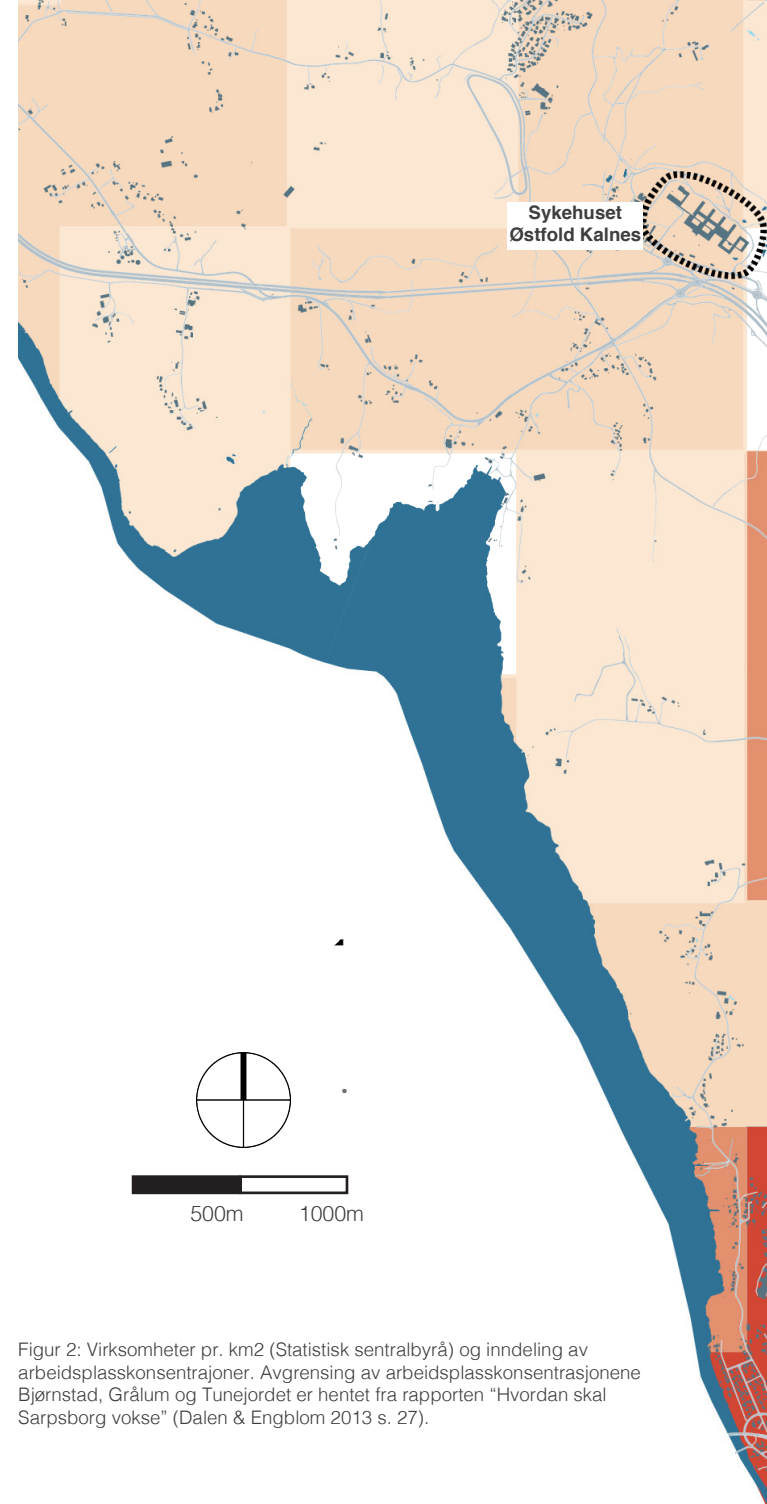 Sykehuset
Østfold Kalnes
500m 1000m
Figur 2: Virksomheter pr. km2 (Statistisk sentralbyrå) og inndeling av
arbeidsplasskonsentrajoner. Avgrensing av arbeidsplasskonsentrasjonene
Bjørnstad, Grålum og Tunejordet er hentet fra rapporten “Hvordan skal
Sarpsborg vokse” (Dalen & Engblom 2013 s. 27).